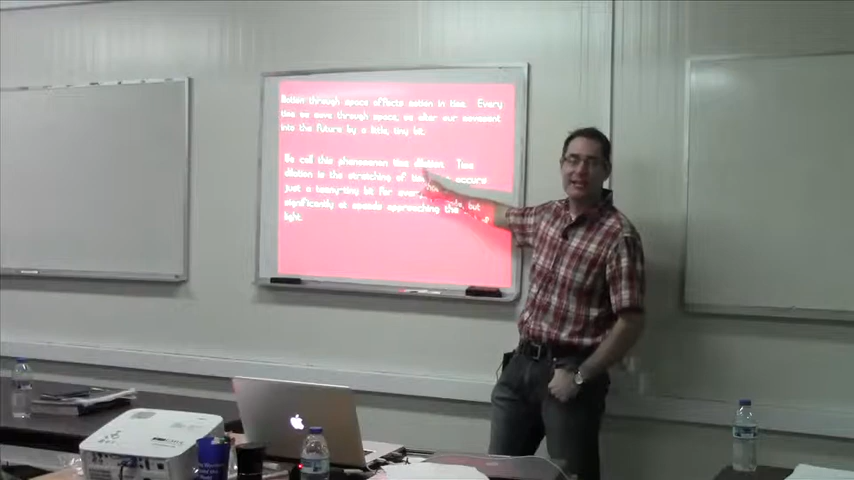 Motion through space affects motion in time. Every
time we move through space, we alter our movement
into the future by a little, tiny bit.
We call this phenomenon time dilation. Time
dilation is the stretching of occurs
just a teeny-tiny bit for but
significantly at speeds approaching the
light.